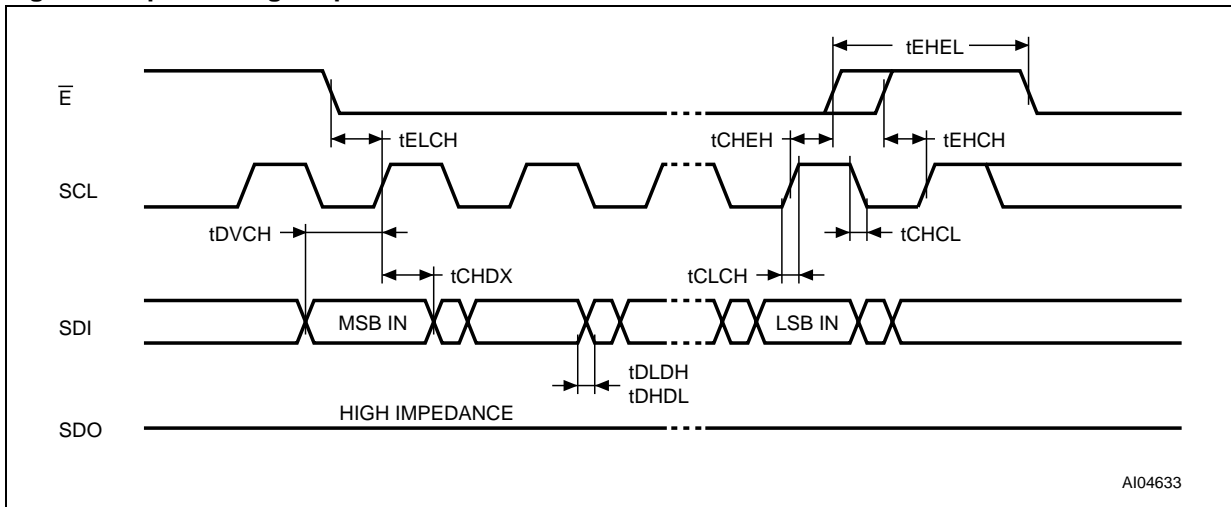 tEHEL
E̅
tELCH
tCHEH
tEHCH
SCL
tDVCH
tCHCL
tCHDX
tCLCH
SDI
MSB IN
LSB IN
tDLDH
tDHDL
HIGH IMPEDANCE
SDO
AI04633